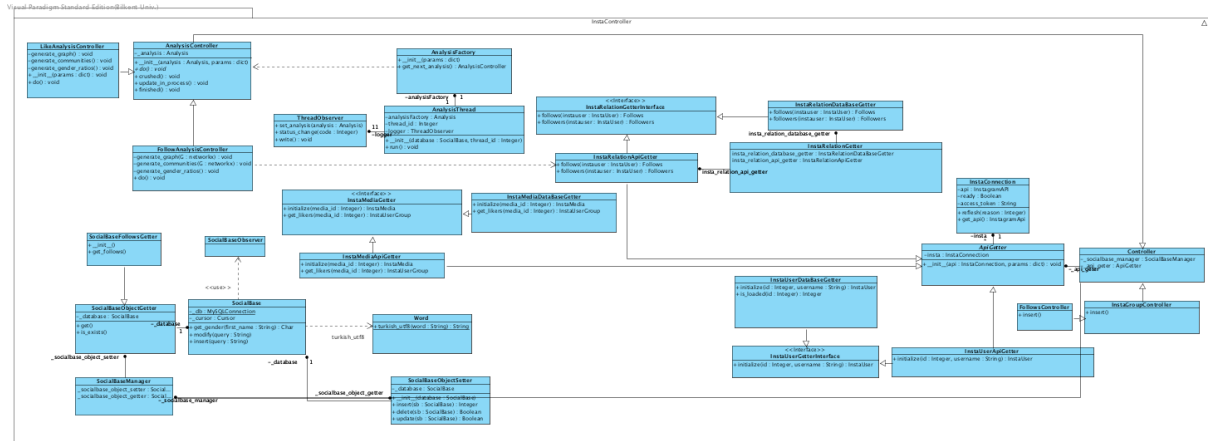 Visual Paradigm Standard Edition(Bilkent Univ.)
InstaController
LikeAnalysisController
-generate_graph() : void
-generate_communities() : void
-generate_gender_ratios() : void
+__init__(params : dict) : void
+do() : void
AnalysisController
-_analysis : Analysis
+__init__(analysis : Analysis, params : dict)
+do() : void
+crushed() : void
+update_in_process() : void
+finished() : void
AnalysisFactory
+__init__(params : dict)
+get_next_analysis() : AnalysisController
-analysisFactory
1
1
AnalysisThread
-analysisFactory : Analysis
-thread_id : Integer
-logger : ThreadObserver
+__init__(database : SocialBase, thread_id : Integer)
+run() : void
ThreadObserver
+set_analysis(analysis : Analysis)
+status_change(code : Integer)
+write() : void
11
-logger
FollowAnalysisController
-generate_graph(G : networkx) : void
-generate_communities(G : networkx) : void
-generate_gender_ratios() : void
+do() : void
<<Interface>>
InstaRelationGetterInterface
+follows(instauser : InstaUser) : Follows
+followers(instauser : InstaUser) : Followers
InstaRelationDataBaseGetter
+follows(instauser : InstaUser) : Follows
+followers(instauser : InstaUser) : Followers
insta_relation_database_getter
InstaRelationGetter
insta_relation_database_getter : InstaRelationDatabaseGetter
insta_relation_api_getter : InstaRelationApiGetter
InstaRelationApiGetter
+follows(instauser : InstaUser) : Follows
+followers(instauser : InstaUser) : Followers
insta_relation_api_getter
InstaConnection
-api : InstagramAPI
-ready : Boolean
-access_token : String
+refresh(reason : Integer)
+get_api() : InstagramApi
-insta
1
<<Interface>>
InstaMediaGetter
+initialize(media_id : Integer) : InstaMedia
+get_likers(media_id : Integer) : InstaUserGroup
InstaMediaDataBaseGetter
+initialize(media_id : Integer) : InstaMedia
+get_likers(media_id : Integer) : InstaUserGroup
InstaMediaApiGetter
+initialize(media_id : Integer) : InstaMedia
+get_likers(media_id : Integer) : InstaUserGroup
SocialBaseFollowsGetter
+__init__()
+get_follows()
SocialBaseObserver
<<use>>
ApiGetter
-insta : InstaConnection
+__init__(api : InstaConnection, params : dict) : void
-_api_getter
Controller
_socialbase_manager : SocialBaseManager
_api_getter : ApiGetter
InstaUserDataBaseGetter
+initialize(id : Integer, username : String) : InstaUser
+is_loaded(id : Integer) : Integer
FollowsController
+insert()
InstaGroupController
+insert()
SocialBaseObjectGetter
-_database : SocialBase
+get()
+is_exists()
-_database
1
SocialBase
-_db : MySQLConnection
-_cursor : Cursor
+get_gender(first_name : String) : Char
+modify(query : String)
+insert(query : String)
Word
+turkish_utf8(word : String) : String
turkish_utf8
<<Interface>>
InstaUserGetterInterface
+initialize(id : Integer, username : String) : InstaUser
InstaUserApiGetter
+initialize(id : Integer, username : String) : InstaUser
_socialbase_object_setter
-_database
1
SocialBaseManager
_socialbase_object_setter : Social...
_socialbase_object_getter : Social...
-_socialbase_manager
_socialbase_object_getter
SocialBaseObjectSetter
-_database : SocialBase
+__init__(database : SocialBase)
+insert(sb : SocialBase) : Integer
+delete(sb : SocialBase) : Boolean
+update(sb : SocialBase) : Boolean